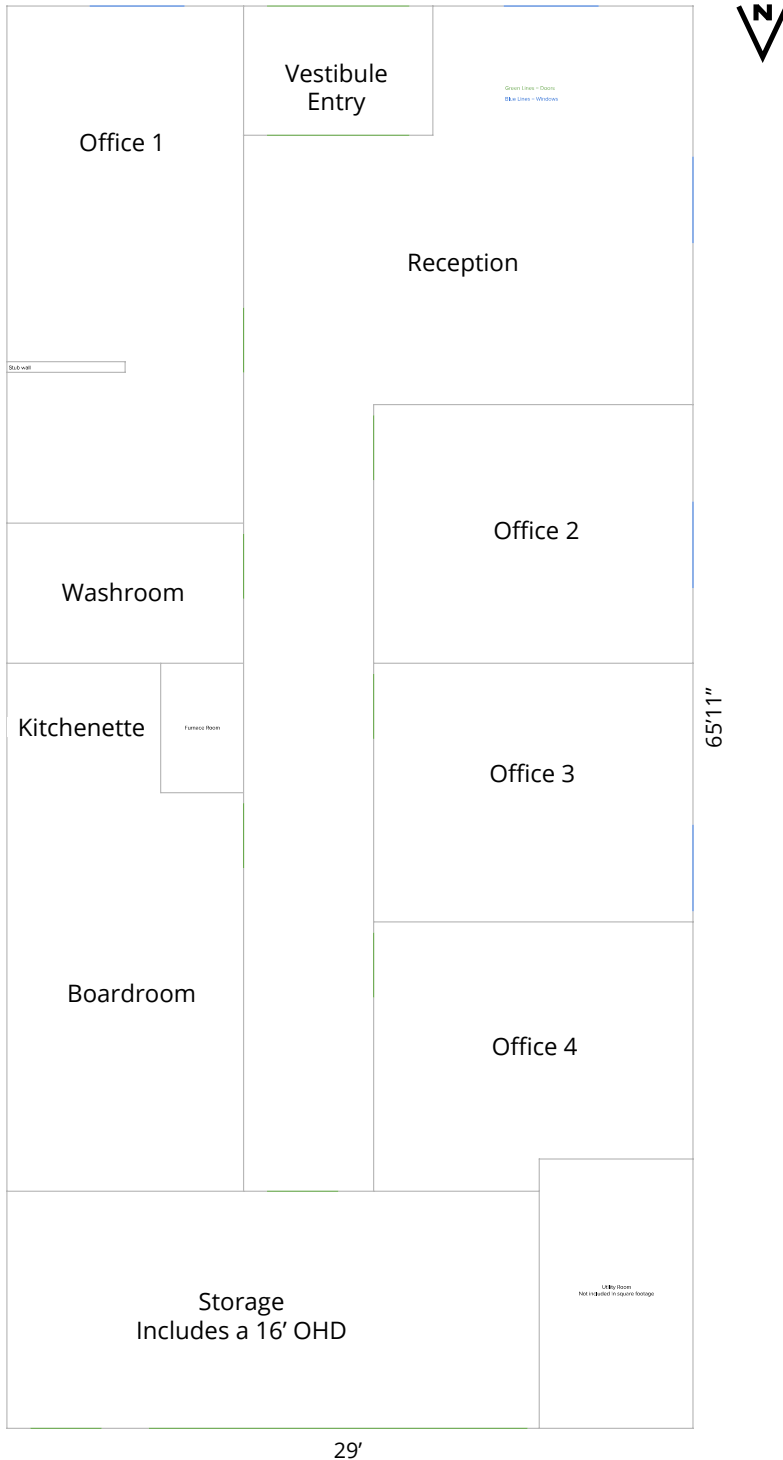 N
Vestibule
Entry
Green Lines = Doors
Blue Lines = Windows
Office 1
Reception
Stub wall
Office 2
Washroom
Kitchenette
Furnace Room
65'11"
Office 3
Boardroom
Office 4
Utility Room
Not included in square footage
Storage
Includes a 16’ OHD
29’